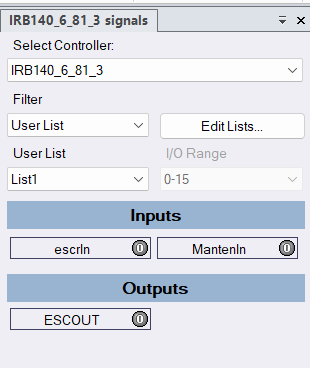 IRB140_6_81_3 signals
Select Controller:
IRB140_6_81_3
Filter
User List
Edit Lists...
User List
I/O Range
List1
0-15
Inputs
escrIn 0
MantenIn 0
Outputs
ESCOUT 0